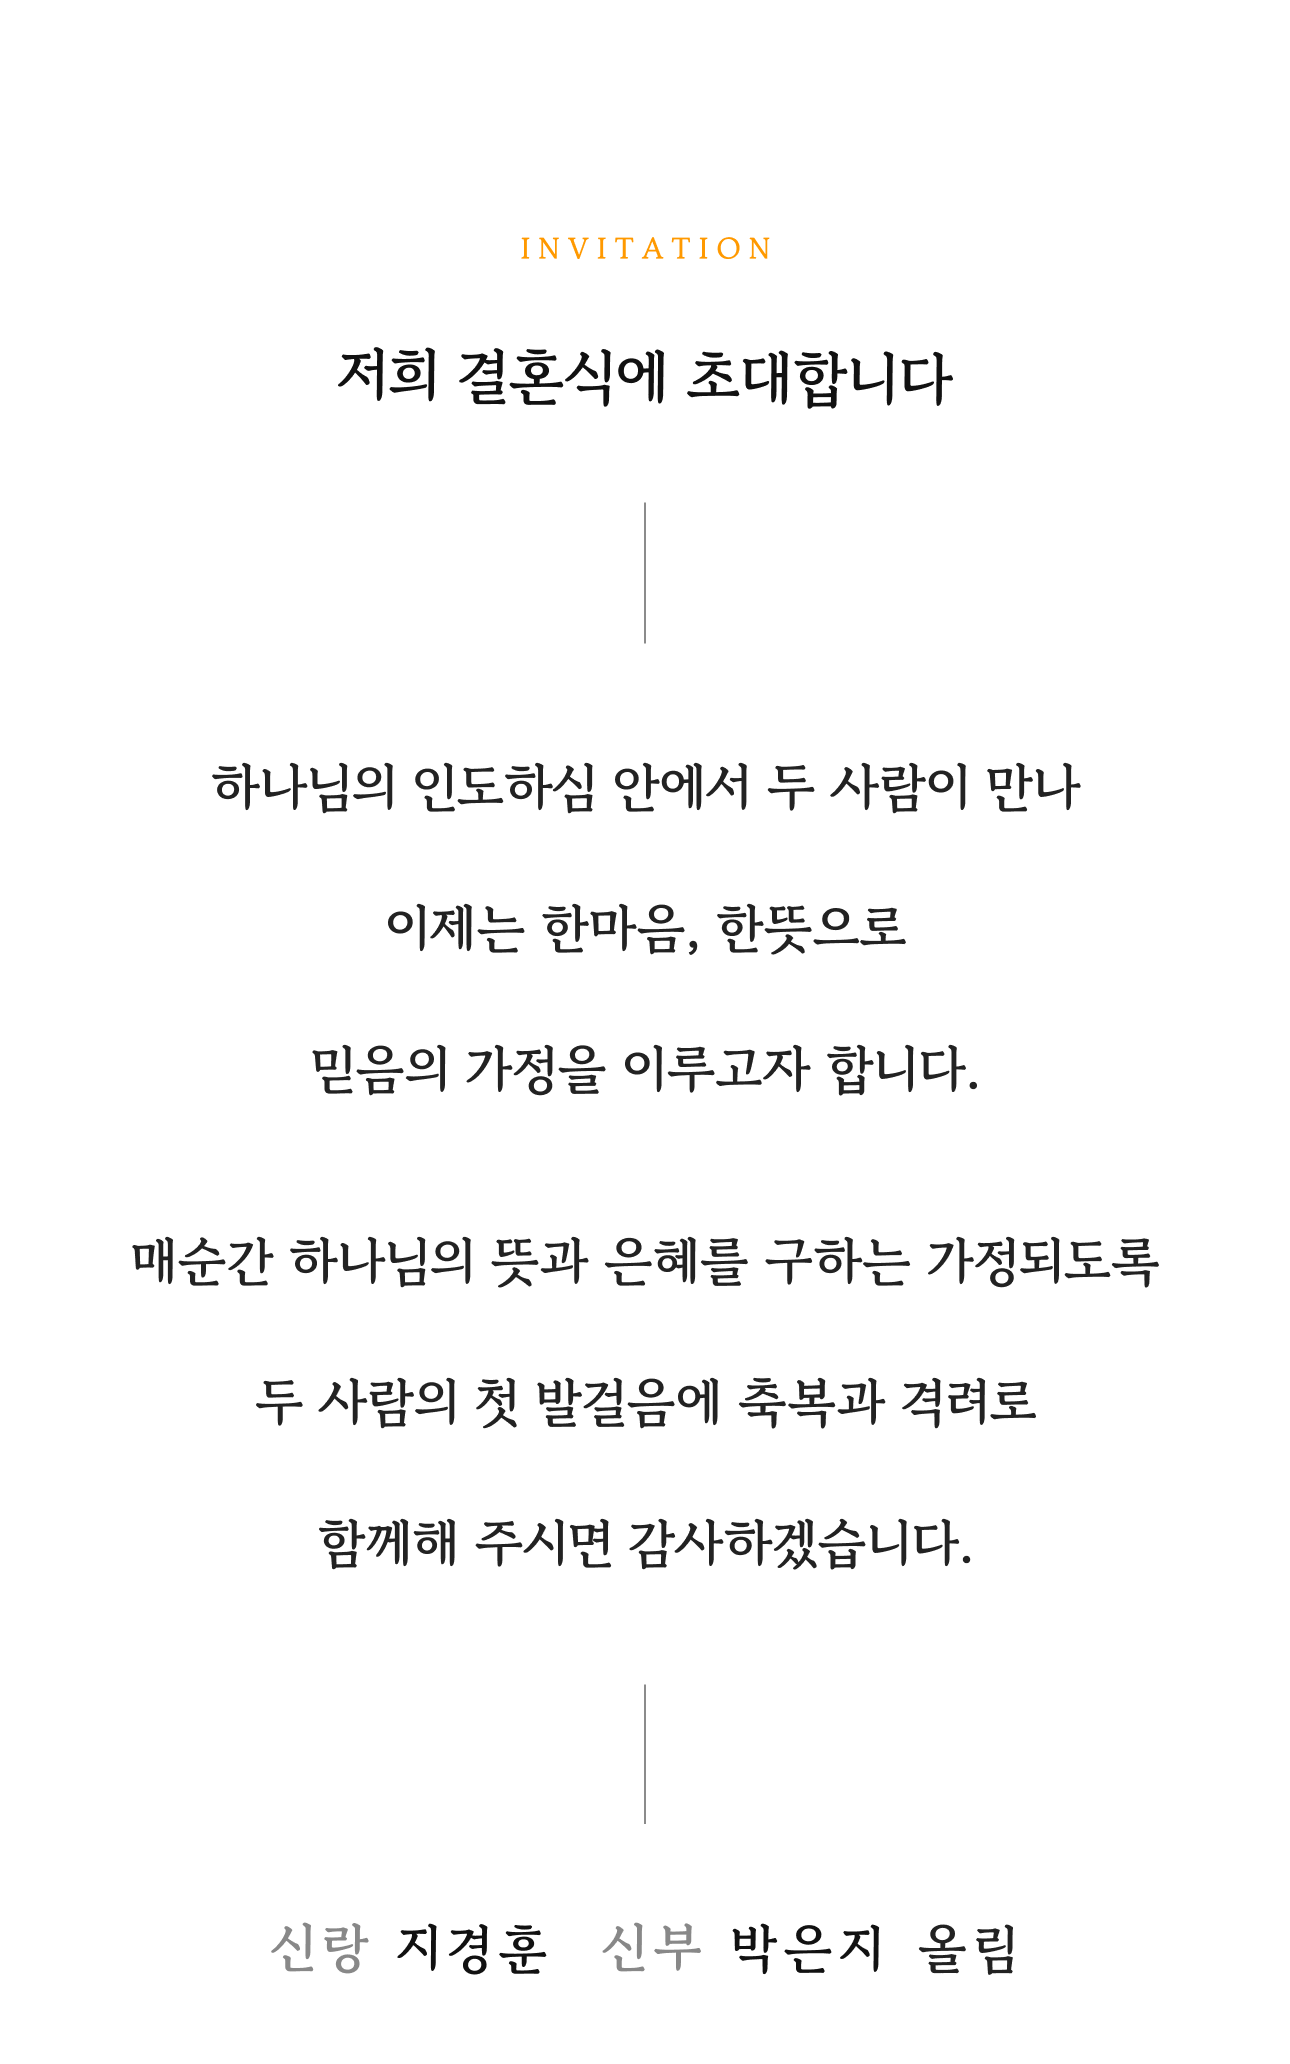 INVITATION
저희 결혼식에 초대합니다
하나님의 인도하심 안에서 두 사람이 만나
이제는 한마음, 한뜻으로
믿음의 가정을 이루고자 합니다.
매순간 하나님의 뜻과 은혜를 구하는 가정되도록
두 사람의 첫 발걸음에 축복과 격려로
함께해 주시면 감사하겠습니다.
신랑 지경훈 신부 박은지 올림